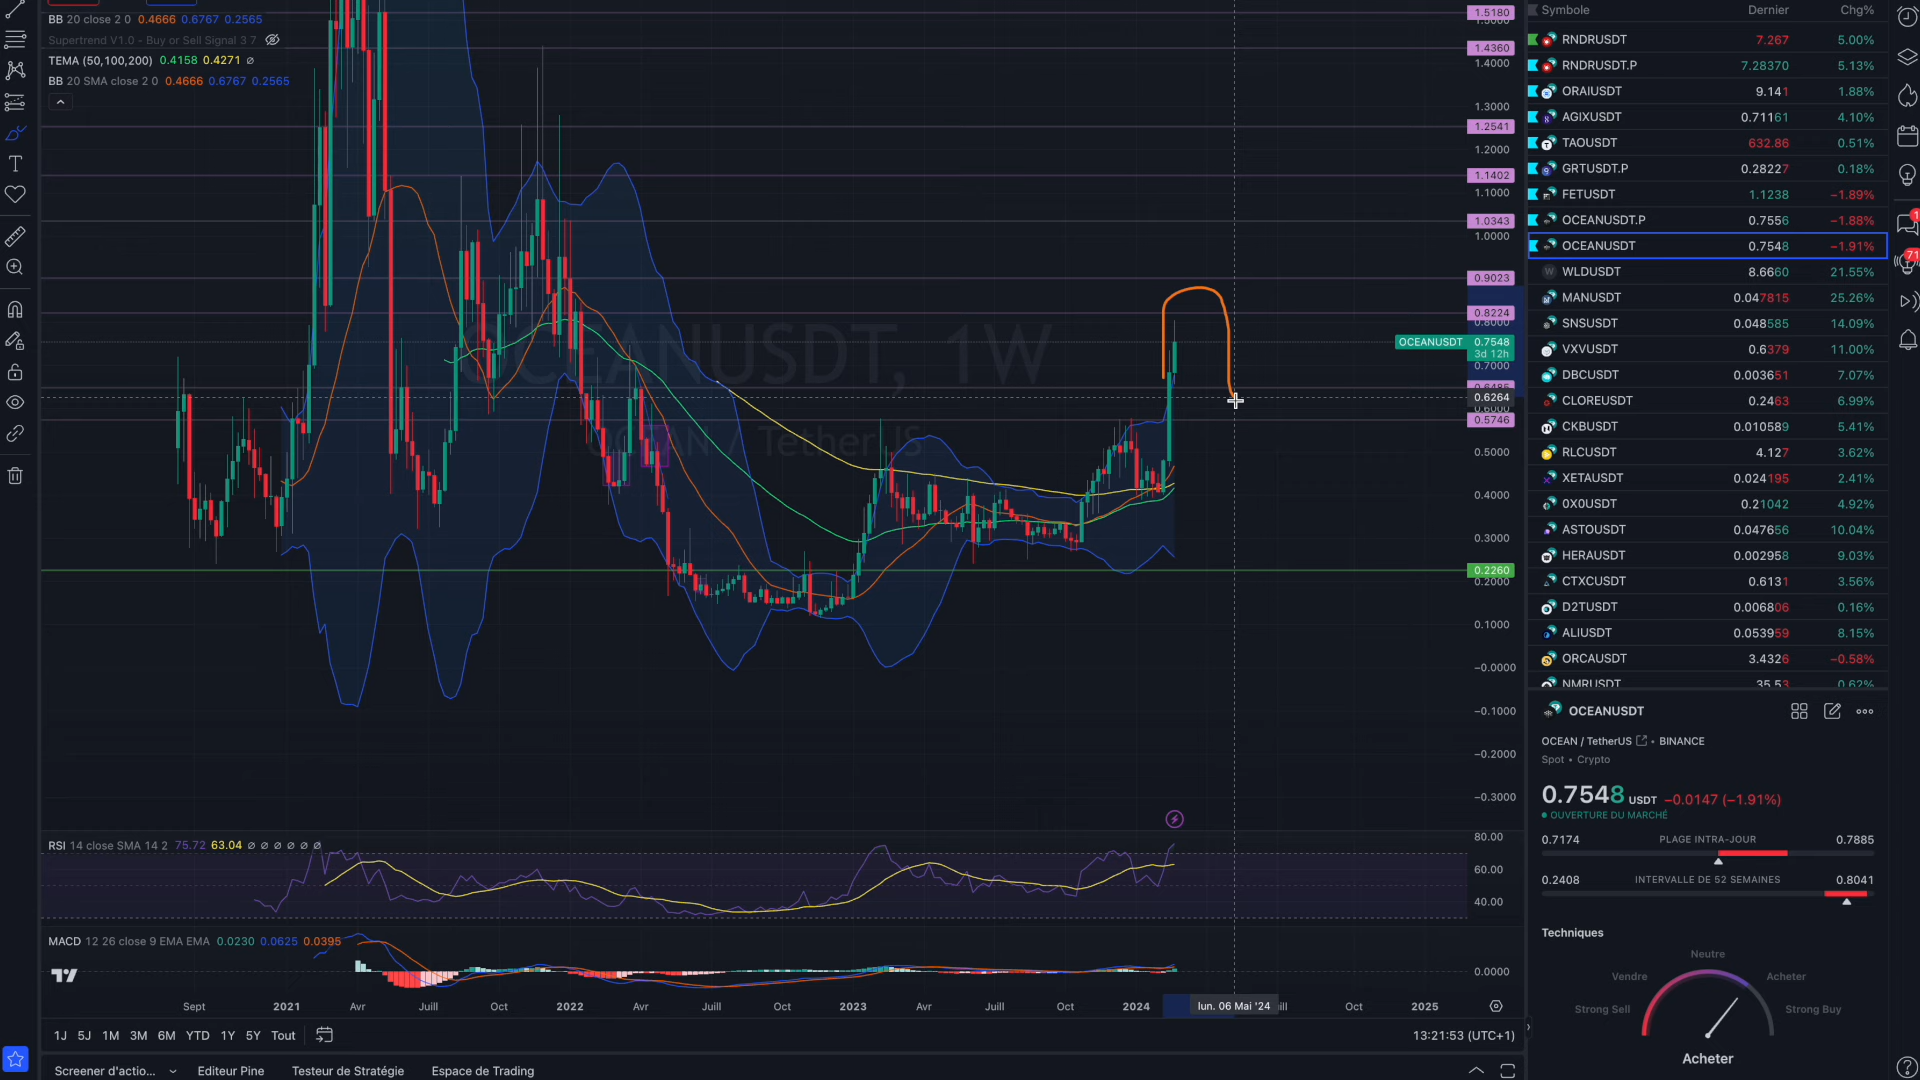 BB 20 close 2 0 0.4666 0.6767 0.2565
Supertrend V1.0 - Buy or Sell Signal 3 7
TEMA (50,100,200) 0.4158 0.4271 ∅
BB 20 SMA close 2 0 0.4666 0.6767 0.2565
OCEANUSDT, 1W
OCEAN / TetherUS
1.5180
1.4360
1.4000
1.3000
1.2541
1.2000
1.1402
1.1000
1.0343
1.0000
0.9023
0.8224
0.8000
OCEANUSDT 0.7548
3d 12h
0.7000
0.6485
0.6264
0.6000
0.5746
0.5000
0.4000
0.3000
0.2260
0.2000
0.1000
−0.0000
−0.1000
−0.2000
−0.3000
RSI 14 close SMA 14 2 75.72 63.04 ∅ ∅ ∅ ∅ ∅ ∅
80.00
60.00
40.00
MACD 12 26 close 9 EMA EMA 0.0230 0.0625 0.0395
0.0000
Sept 2021 Avr Juill Oct 2022 Avr Juill Oct 2023 Avr Juill Oct 2024 lun. 06 Mai '24 Oct 2025
1J 5J 1M 3M 6M YTD 1Y 5Y Tout
13:21:53 (UTC+1)
Screener d'actio... Editeur Pine Testeur de Stratégie Espace de Trading
Symbole Dernier Chg%
RNDRUSDT 7.267 5.00%
RNDRUSDT.P 7.28370 5.13%
ORAIUSDT 9.141 1.88%
AGIXUSDT 0.71161 4.10%
TAOUSDT 632.86 0.51%
GRTUSDT.P 0.28227 0.18%
FETUSDT 1.1238 −1.89%
OCEANUSDT.P 0.7556 −1.88%
OCEANUSDT 0.7548 −1.91%
WLDUSDT 8.6660 21.55%
MANUSDT 0.047815 25.26%
SNSUSDT 0.048585 14.09%
VXVUSDT 0.6379 11.00%
DBCUSDT 0.003651 7.07%
CLOREUSDT 0.2463 6.99%
CKBUSDT 0.010589 5.41%
RLCUSDT 4.127 3.62%
XETAUSDT 0.024195 2.41%
0X0USDT 0.21042 4.92%
ASTOUSDT 0.047656 10.04%
HERAUSDT 0.002958 9.03%
CTXCUSDT 0.6131 3.56%
D2TUSDT 0.006806 0.16%
ALIUSDT 0.053959 8.15%
ORCAUSDT 3.4326 −0.58%
NMRUSDT 35.53 0.62%
OCEANUSDT
OCEAN / TetherUS • BINANCE
Spot • Crypto
0.7548 USDT −0.0147 (−1.91%)
OUVERTURE DU MARCHÉ
0.7174 PLAGE INTRA-JOUR 0.7885
0.2408 INTERVALLE DE 52 SEMAINES 0.8041
Techniques
Neutre
Vendre Acheter
Strong Sell Strong Buy
Acheter
71